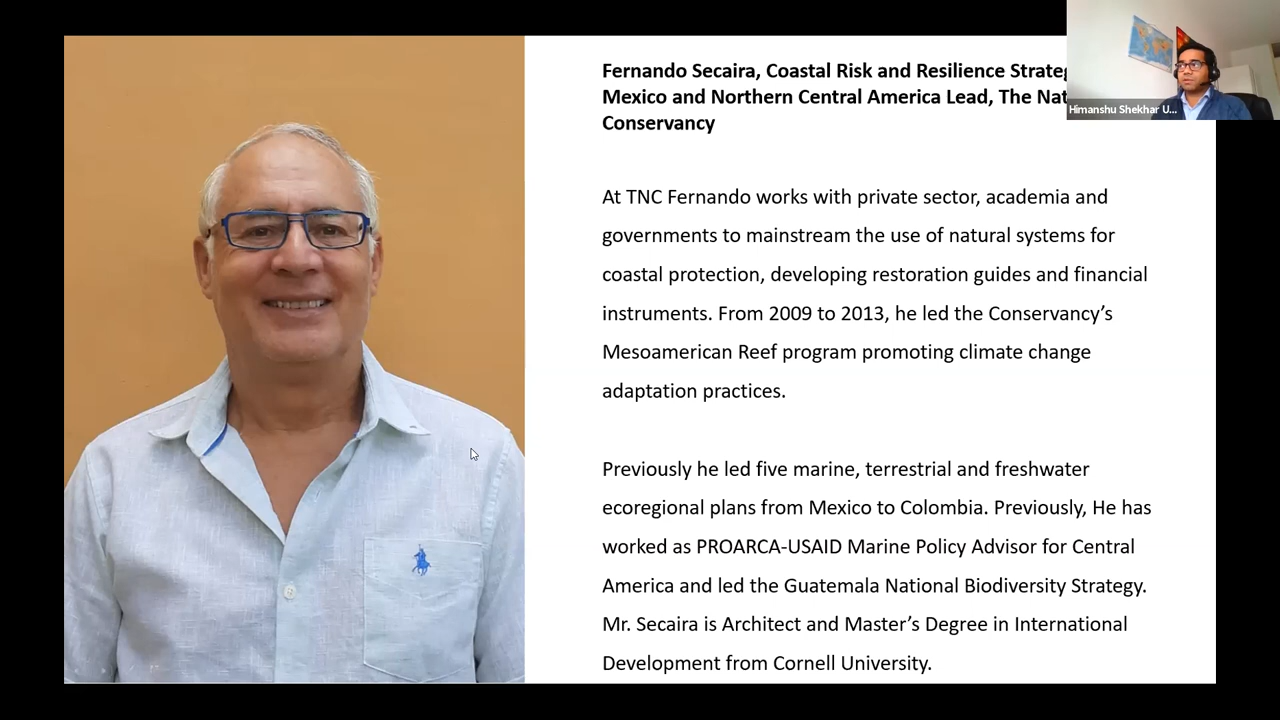 Fernando Secaira, Coastal Risk and Resilience
Mexico and Northern Central America Lead, The
Conservancy
Himanshu Shekhar U...
At TNC Fernando works with private sector, academia and
governments to mainstream the use of natural systems for
coastal protection, developing restoration guides and financial
instruments. From 2009 to 2013, he led the Conservancy’s
Mesoamerican Reef program promoting climate change
adaptation practices.
Previously he led five marine, terrestrial and freshwater
ecoregional plans from Mexico to Colombia. Previously, He has
worked as PROARCA-USAID Marine Policy Advisor for Central
America and led the Guatemala National Biodiversity Strategy.
Mr. Secaira is Architect and Master’s Degree in International
Development from Cornell University.